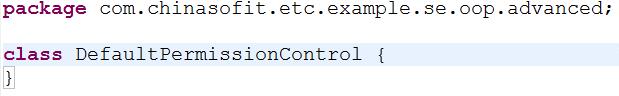 package com.chinasofit.etc.example.se.oop.advanced;
class DefaultPermissionControl {
}